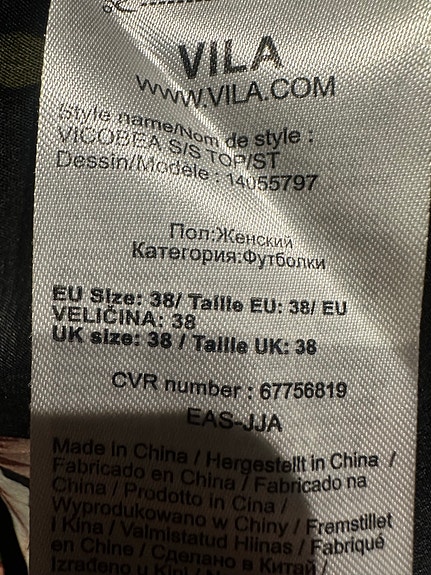 VILA
WWW.VILA.COM
Style name/Nom de style :
VICOBEA S/S TOP/ST
Dessin/Modèle : 14055797
Пол:Женский
Категория:Футболки
EU Size: 38/ Taille EU: 38/ EU
VELIČINA: 38
UK size: 38 / Taille UK: 38
CVR number : 67756819
EAS-JJA
Made in China / Hergestellt in China /
Fabricado en China / Fabricado na
China / Prodotto in Cina /
Wyprodukowano w Chiny / Fremstillet
i Kina / Valmistatud Hiinas / Fabriqué
en Chine / Сделано в Китай /
Izrađeno u Kini /